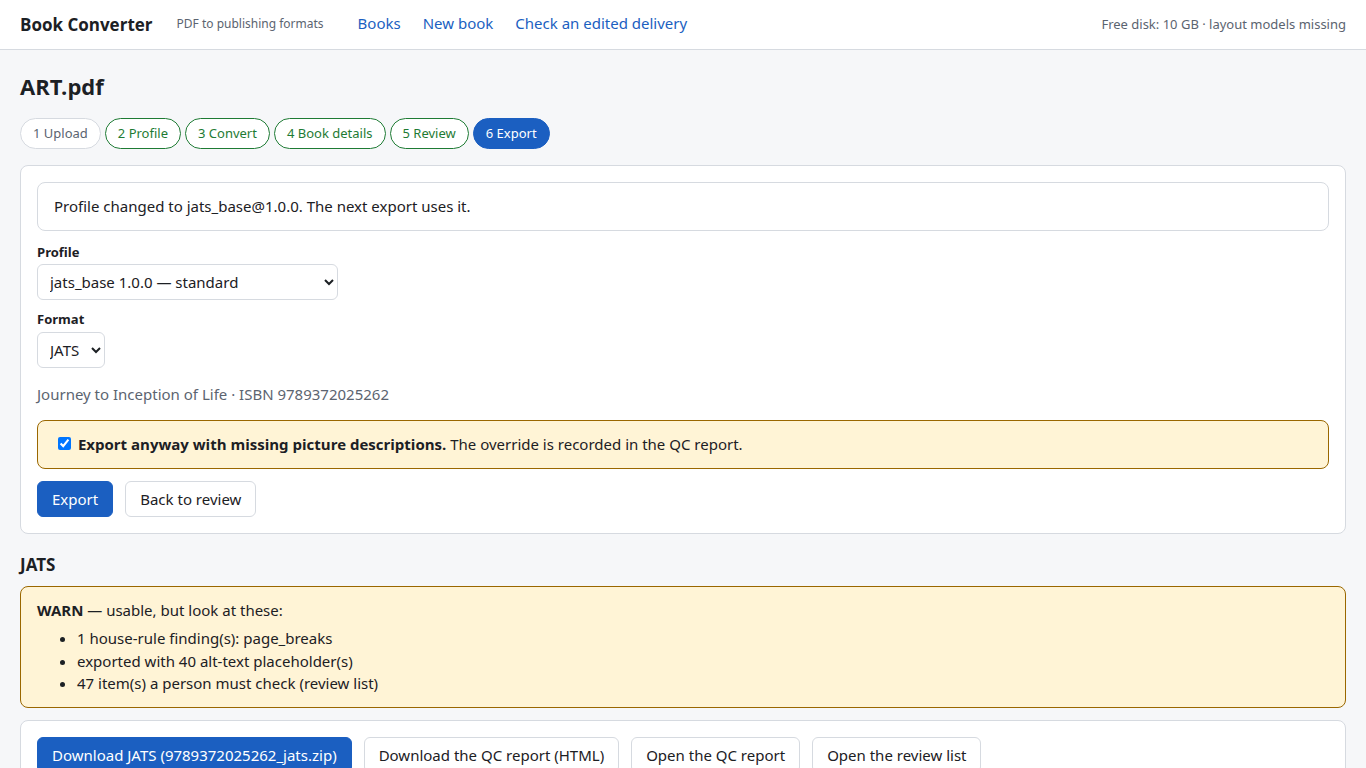 Book Converter PDF to publishing formats Books New book Check an edited delivery Free disk: 10 GB · layout models missing
ART.pdf
1 Upload 2 Profile 3 Convert 4 Book details 5 Review 6 Export
Profile changed to jats_base@1.0.0. The next export uses it.
Profile
jats_base 1.0.0 — standard
Format
JATS
Journey to Inception of Life · ISBN 9789372025262
Export anyway with missing picture descriptions. The override is recorded in the QC report.
Export Back to review
JATS
WARN — usable, but look at these:
• 1 house-rule finding(s): page_breaks
• exported with 40 alt-text placeholder(s)
• 47 item(s) a person must check (review list)
Download JATS (9789372025262_jats.zip) Download the QC report (HTML) Open the QC report Open the review list